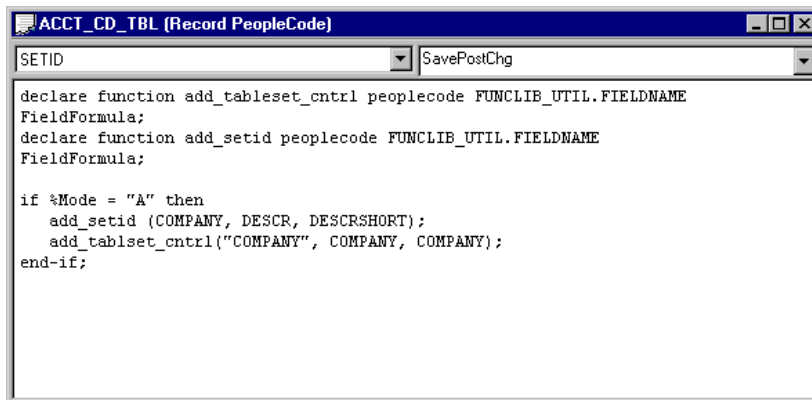 ACCT_CD_TBL (Record PeopleCode)
SETID SavePostChg
declare function add_tableset_cntrl peoplecode FUNCLIB_UTIL.FIELDNAME
FieldFormula;
declare function add_setid peoplecode FUNCLIB_UTIL.FIELDNAME
FieldFormula;
if %Mode = "A" then
add_setid (COMPANY, DESCR, DESCRSHORT);
add_tablset_cntrl("COMPANY", COMPANY, COMPANY);
end-if;